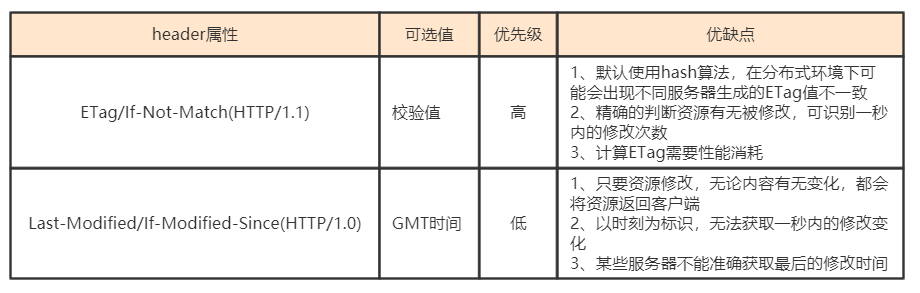 header属性
可选值
优先级
优缺点
ETag/If-Not-Match(HTTP/1.1)
校验值
高
1、默认使用hash算法，在分布式环境下可
能会出现不同服务器生成的ETag值不一致
2、精确的判断资源有无被修改，可识别一秒
内的修改次数
3、计算ETag需要性能消耗
Last-Modified/If-Modified-Since(HTTP/1.0)
GMT时间
低
1、只要资源修改，无论内容有无变化，都会
将资源返回客户端
2、以时刻为标识，无法获取一秒内的修改变
化
3、某些服务器不能准确获取最后的修改时间